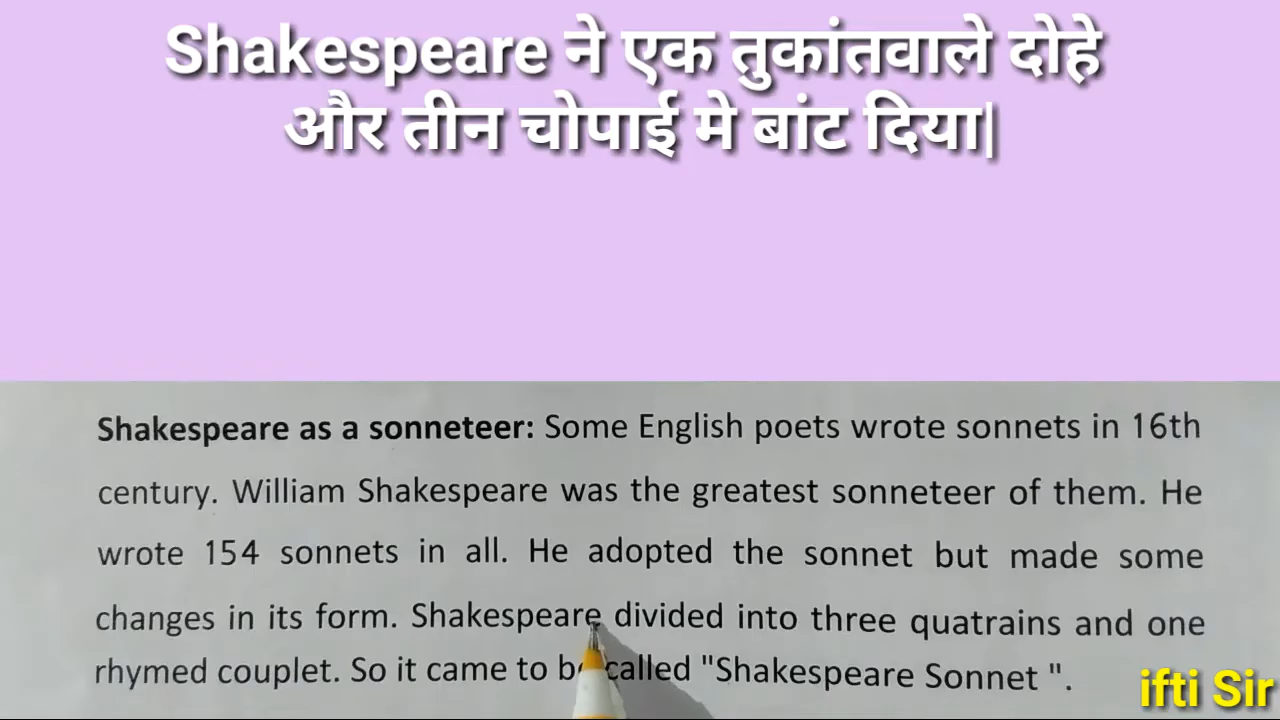 Shakespeare ने एक तुकांतवाले दोहे
और तीन चोपाई मे बांट दिया|
Shakespeare as a sonneteer: Some English poets wrote sonnets in 16th
century. William Shakespeare was the greatest sonneteer of them. He
wrote 154 sonnets in all. He adopted the sonnet but made some
changes in its form. Shakespeare divided into three quatrains and one
rhymed couplet. So it came to be called "Shakespeare Sonnet ".
ifti Sir